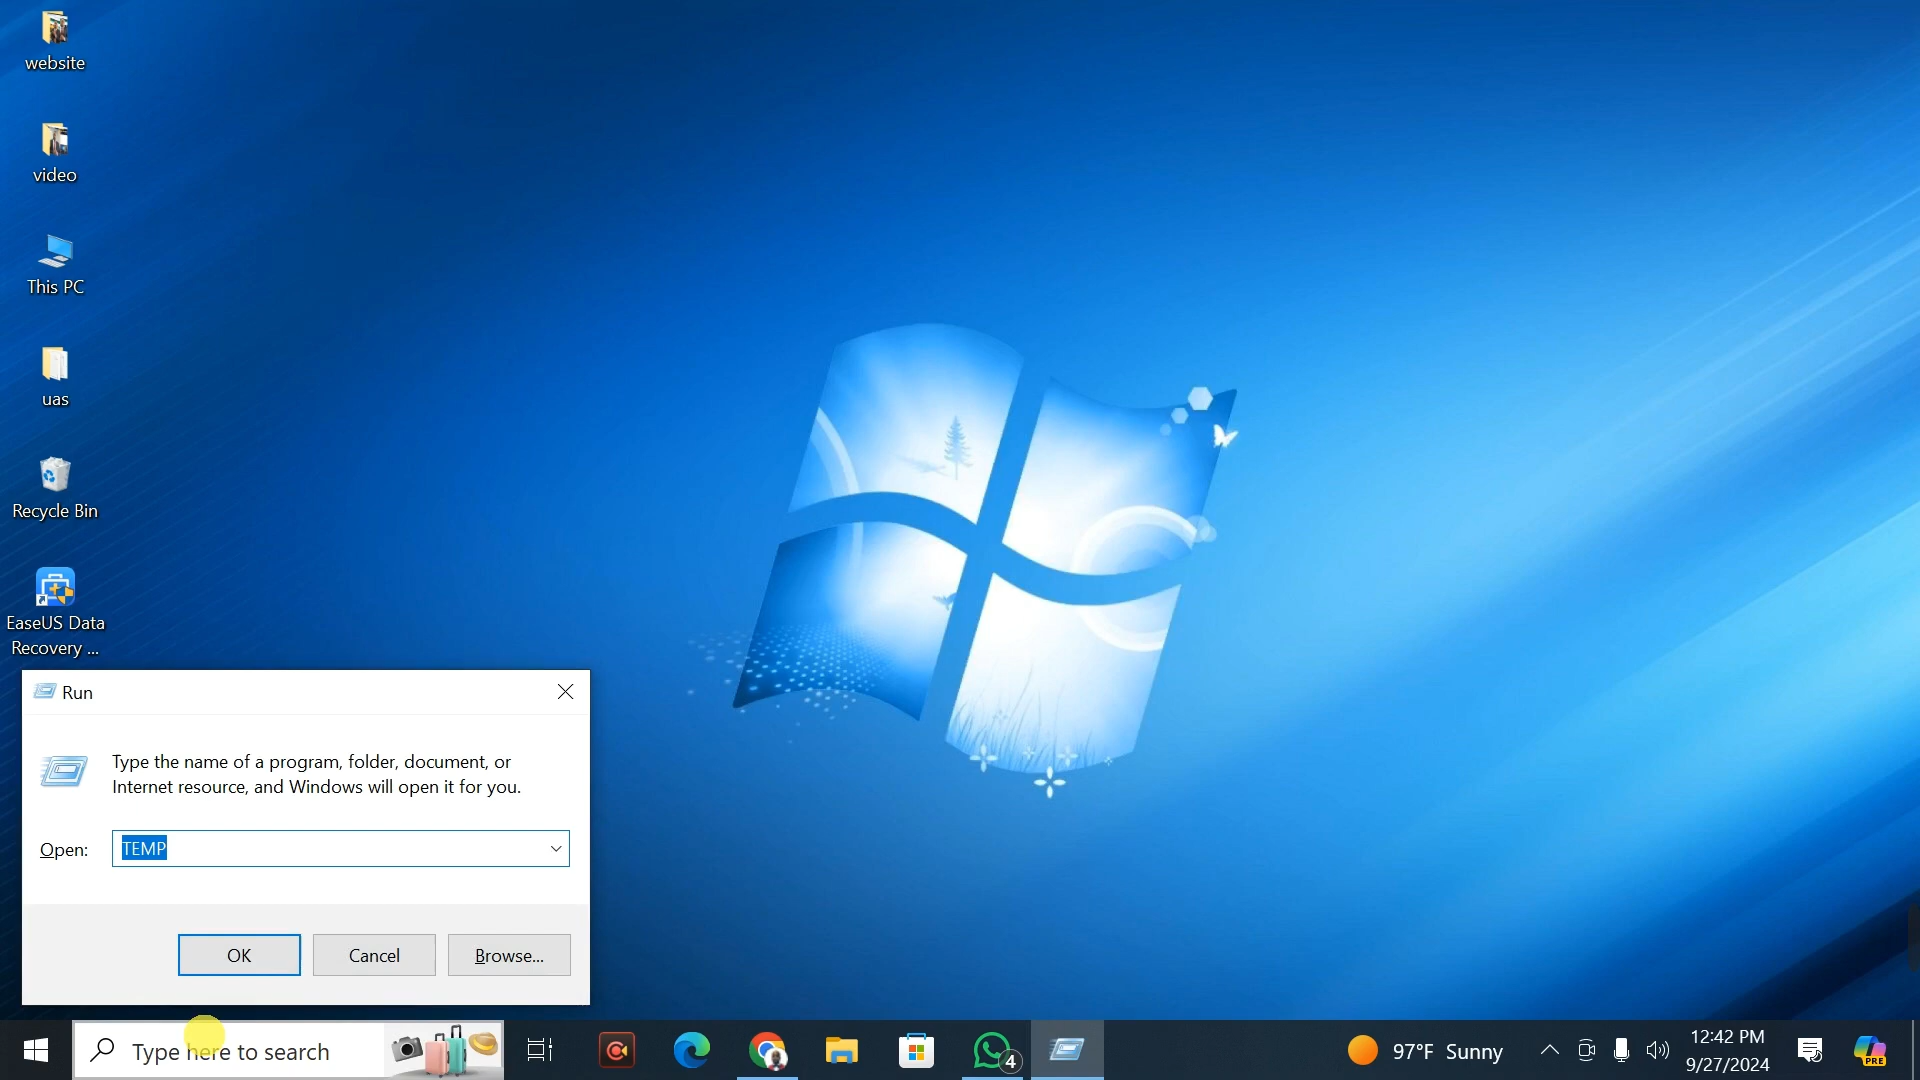 website
video
This PC
uas
Recycle Bin
EaseUS Data
Recovery ...
Run
Type the name of a program, folder, document, or
Internet resource, and Windows will open it for you.
Open:
TEMP
OK
Cancel
Browse...
Type here to search
4
97°F Sunny
12:42 PM
9/27/2024
PRE